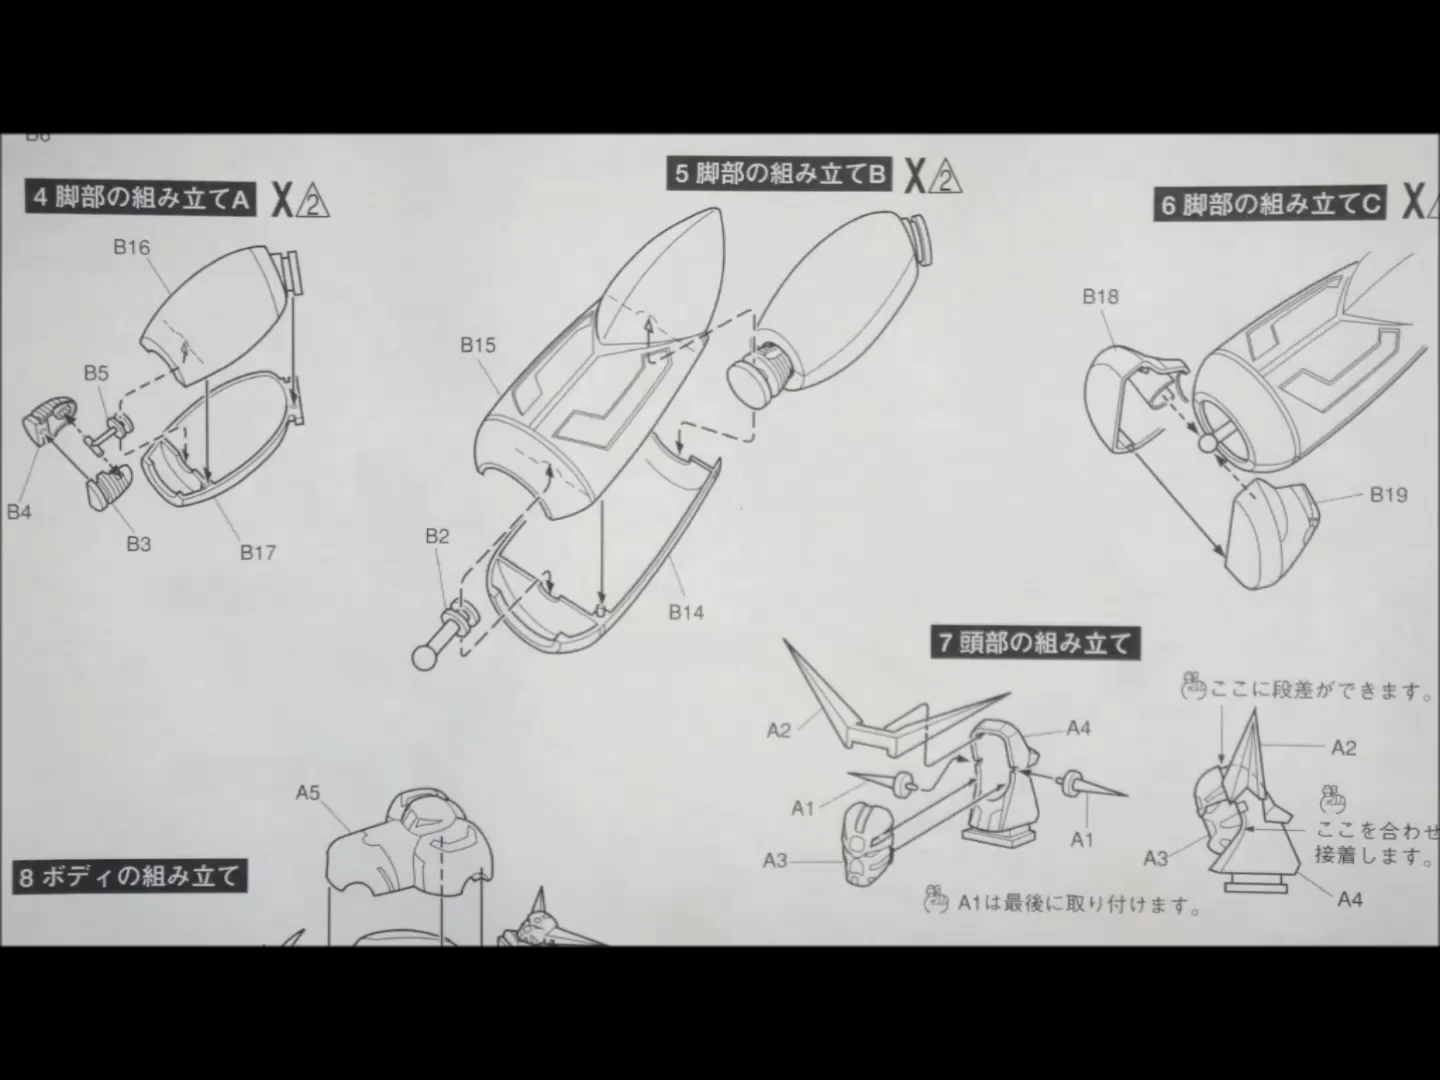 4 脚部の組み立てA X 2
B16
B5
B4
B3
B17
5 脚部の組み立てB X 2
B15
B2
B14
6 脚部の組み立てC X
B18
B19
7 頭部の組み立て
A2
A4
A1
A1
A3
A1は最後に取り付けます。
ここに段差ができます。
A2
ここを合わせ
接着します。
A3
A4
8 ボディの組み立て
A5